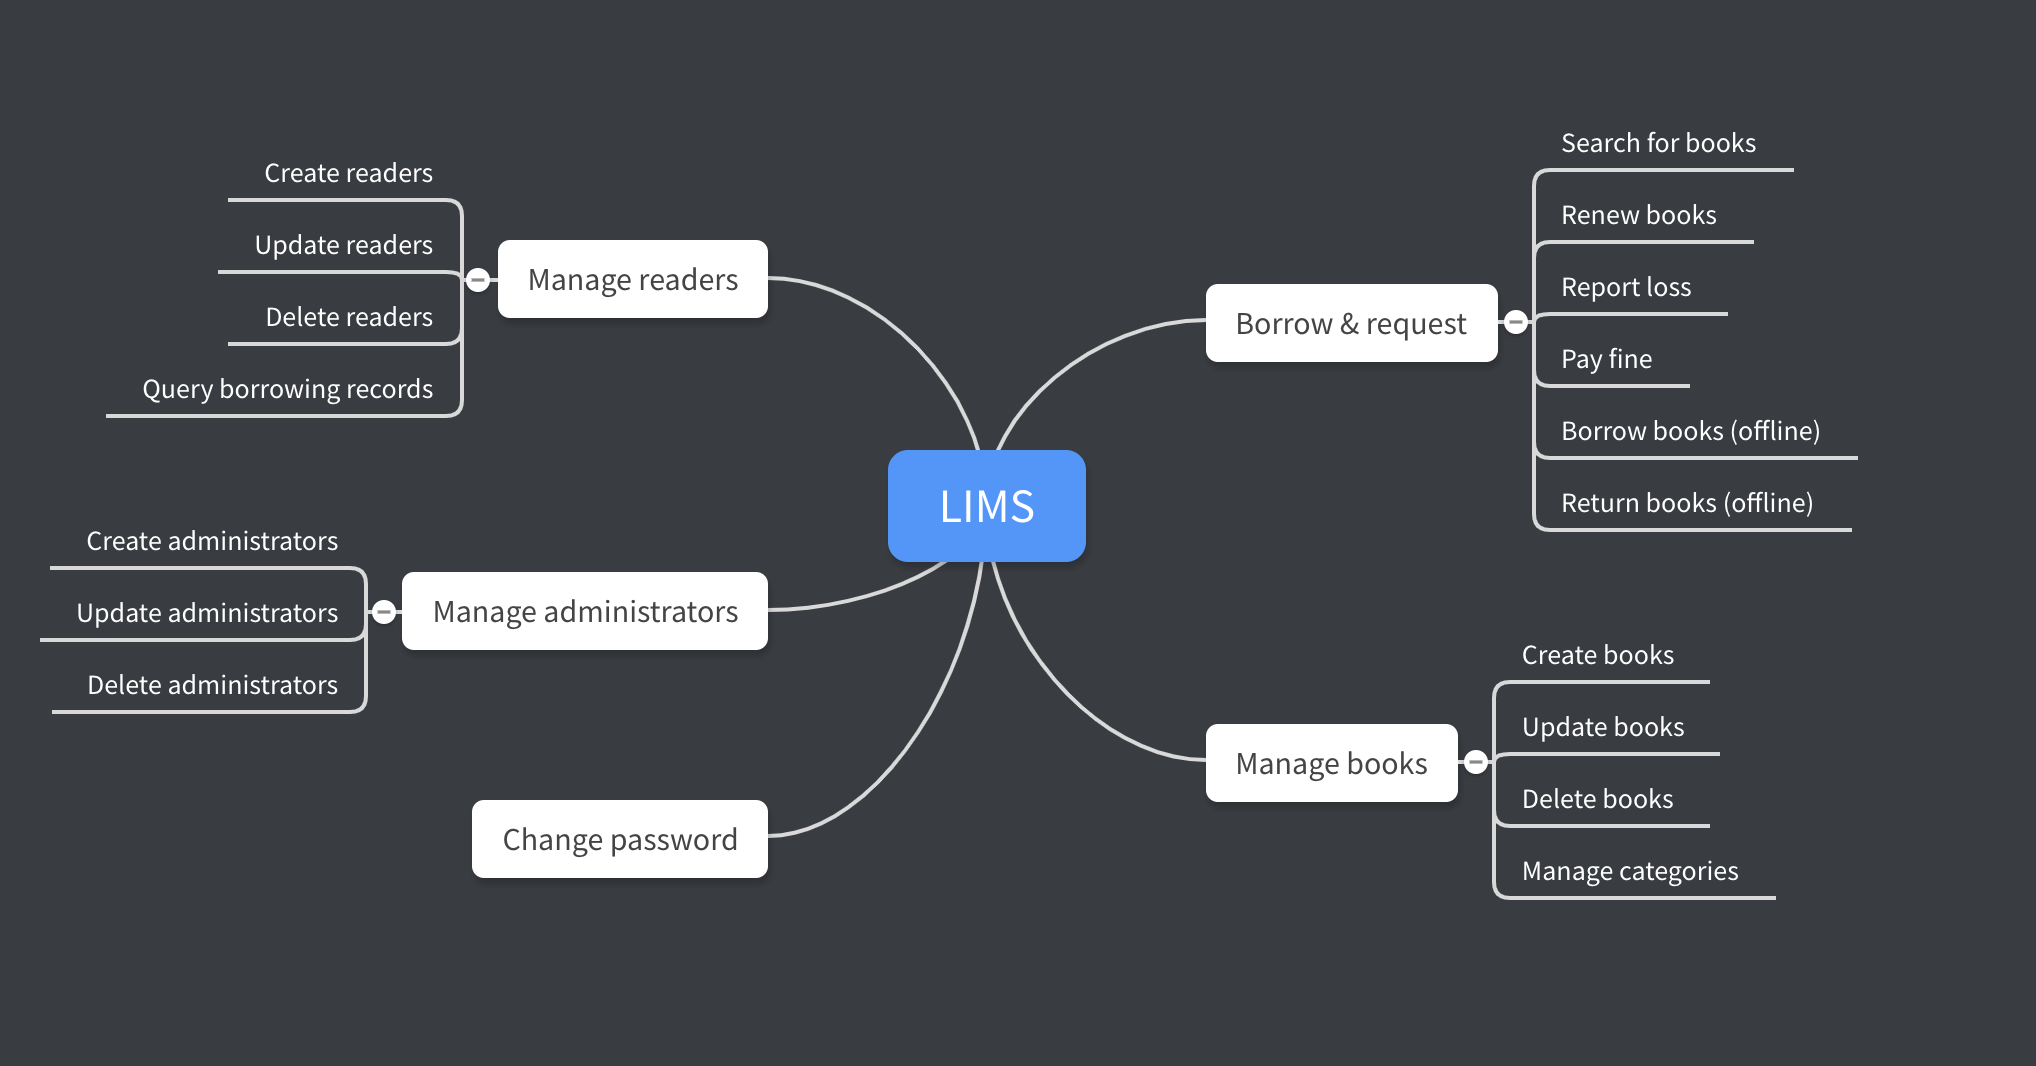 LIMS
Borrow & request
Search for books
Renew books
Report loss
Pay fine
Borrow books (offline)
Return books (offline)
Manage books
Create books
Update books
Delete books
Manage categories
Manage readers
Create readers
Update readers
Delete readers
Query borrowing records
Manage administrators
Create administrators
Update administrators
Delete administrators
Change password